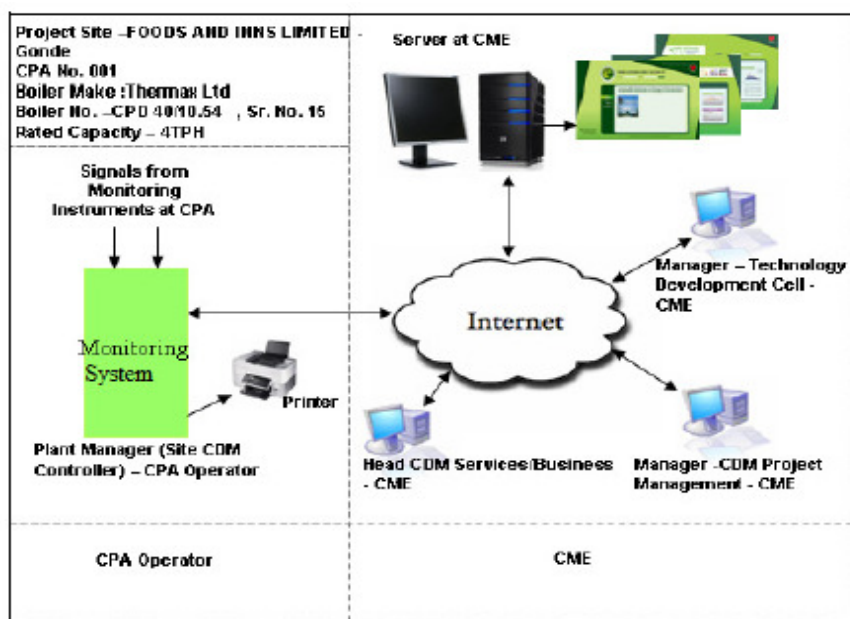 Project Site –FOODS AND INNS LIMITED -
Gonde
CPA No. 001
Boiler Make :Thermax Ltd
Boiler No. –CPD 40/10.54 , Sr. No. 15
Rated Capacity – 4TPH
Server at CME
Signals from
Monitoring
Instruments at CPA
Monitoring
System
Printer
Plant Manager (Site CDM
Controller) – CPA Operator
Internet
Manager – Technology
Development Cell -
CME
Head CDM Services/Business
- CME
Manager -CDM Project
Management - CME
CPA Operator
CME